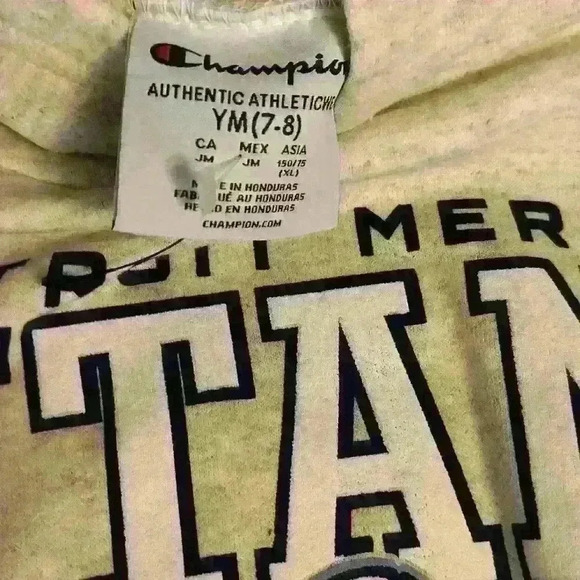 Champion
AUTHENTIC ATHLETICWE
YM(7-8)
CA MEX ASIA
JM JM 150/75
(XL)
IN HONDURAS
AU HONDURAS
EN HONDURAS
CHAMPION.COM
MER
TAN